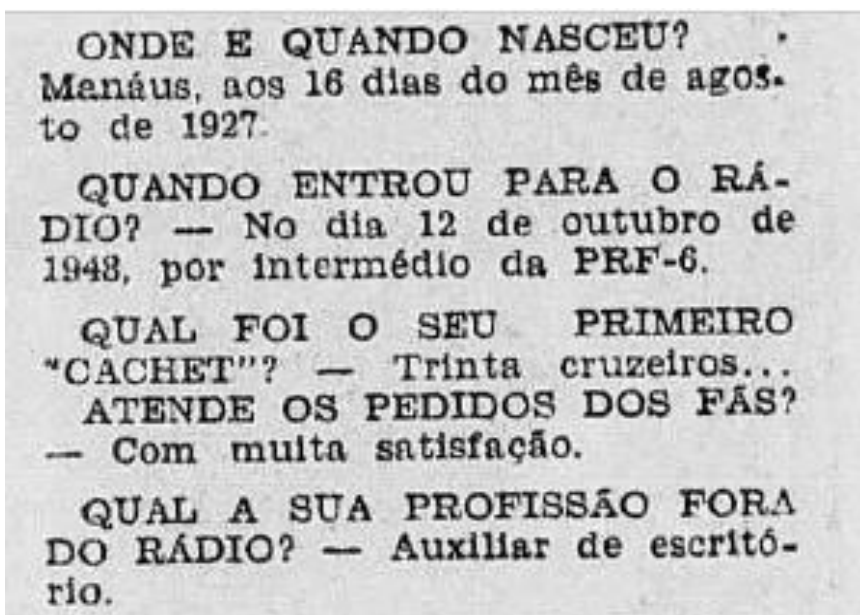 ONDE E QUANDO NASCEU?
Manáus, aos 16 dias do mês de agos-
to de 1927.
QUANDO ENTROU PARA O RÁ-
DIO? — No dia 12 de outubro de
1948, por intermédio da PRF-6.
QUAL FOI O SEU PRIMEIRO
"CACHET"? — Trinta cruzeiros...
ATENDE OS PEDIDOS DOS FÃS?
— Com muita satisfação.
QUAL A SUA PROFISSÃO FORA
DO RÁDIO? — Auxiliar de escritó-
rio.